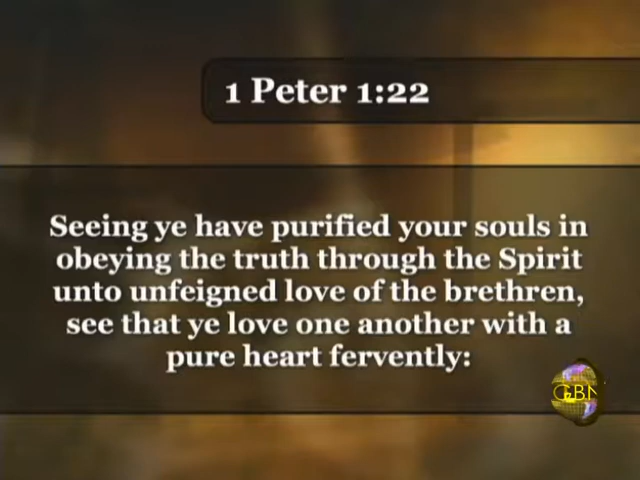 1 Peter 1:22
Seeing ye have purified your souls in
obeying the truth through the Spirit
unto unfeigned love of the brethren,
see that ye love one another with a
pure heart fervently:
GBN